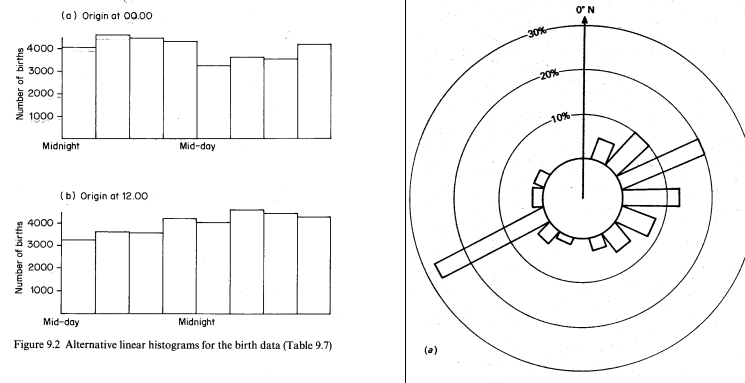 (a) Origin at 00.00
Number of births
4000
3000
2000
1000
Midnight
Mid-day
(b) Origin at 12.00
Number of births
4000
3000
2000
1000
Mid-day
Midnight
Figure 9.2 Alternative linear histograms for the birth data (Table 9.7)
0° N
30%
20%
10%
(a)